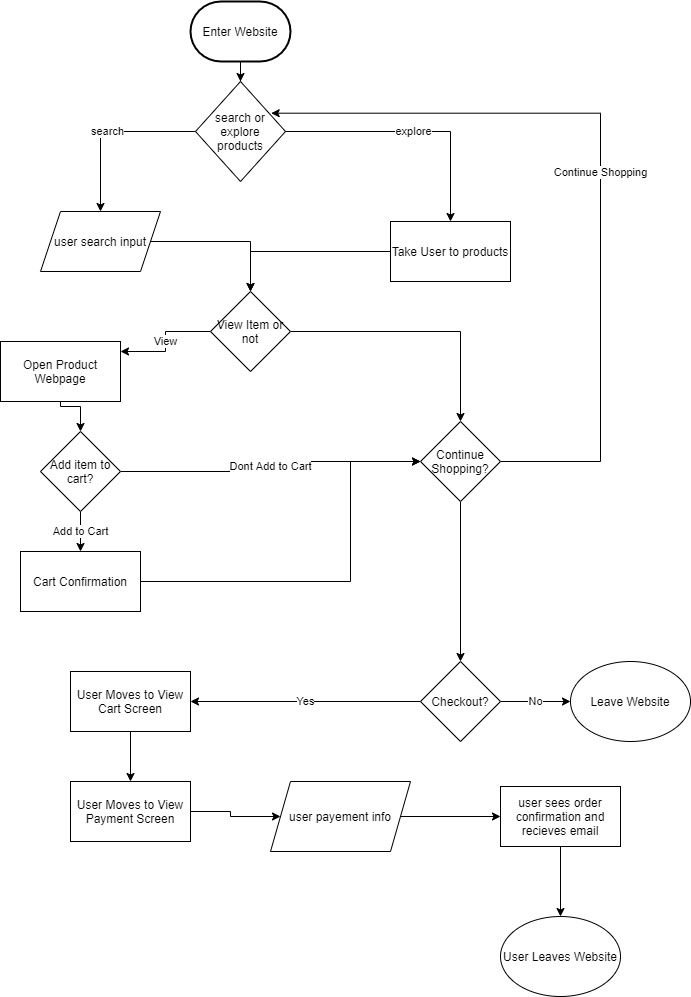 Enter Website
search or
explore
products
search
explore
Continue Shopping
user search input
Take User to products
View Item or
not
View
Open Product
Webpage
Add item to
cart?
Dont Add to Cart
Continue
Shopping?
Add to Cart
Cart Confirmation
User Moves to View
Cart Screen
Yes
Checkout?
No
Leave Website
User Moves to View
Payment Screen
user payement info
user sees order
confirmation and
recieves email
User Leaves Website